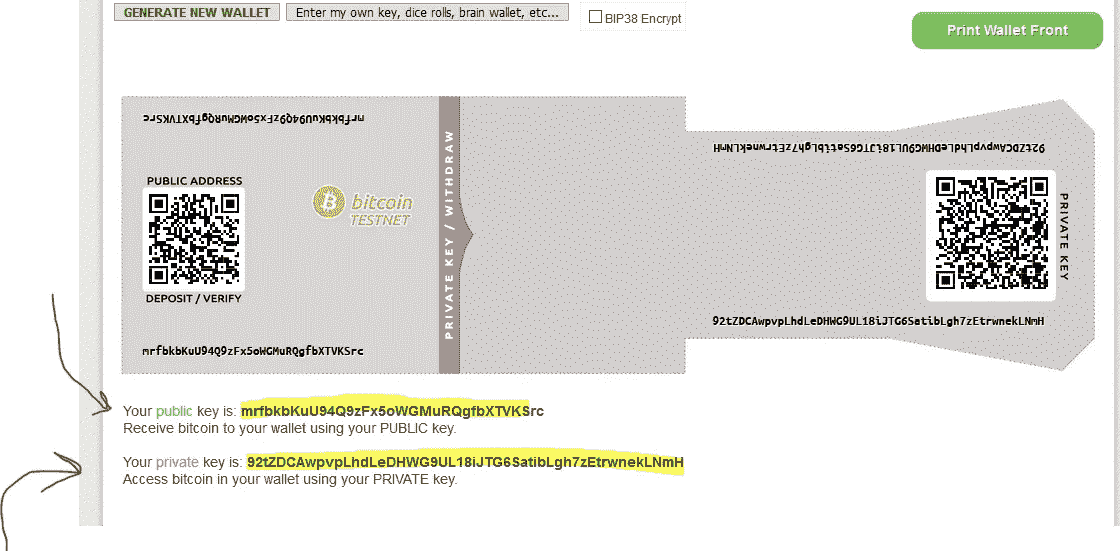 GENERATE NEW WALLET
Enter my own key, dice rolls, brain wallet, etc...
BIP38 Encrypt
Print Wallet Front
mrfbkbKuU94Q9zFx5oWGMuRQgfbXTVKSrc
92tZDCAwpvpLhdLeDHWG9UL18iJTG6SatibLgh7zEtrwnekLNmH
PUBLIC ADDRESS
bitcoin
TESTNET
DEPOSIT / VERIFY
PRIVATE KEY / WITHDRAW
PRIVATE KEY
92tZDCAwpvpLhdLeDHWG9UL18iJTG6SatibLgh7zEtrwnekLNmH
mrfbkbKuU94Q9zFx5oWGMuRQgfbXTVKSrc
Your public key is: mrfbkbKuU94Q9zFx5oWGMuRQgfbXTVKSrc
Receive bitcoin to your wallet using your PUBLIC key.
Your private key is: 92tZDCAwpvpLhdLeDHWG9UL18iJTG6SatibLgh7zEtrwnekLNmH
Access bitcoin in your wallet using your PRIVATE key.